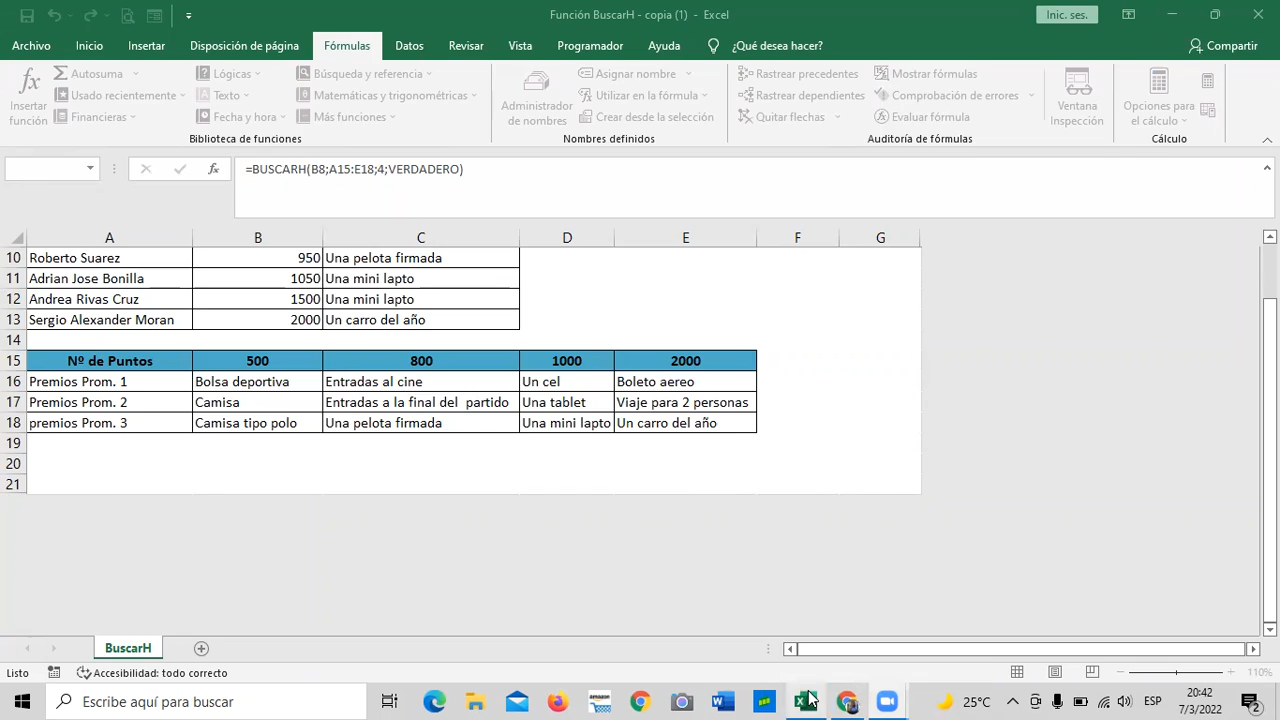 Función BuscarH - copia (1) - Excel
Inic. ses.
Archivo Inicio Insertar Disposición de página Fórmulas Datos Revisar Vista Programador Ayuda ¿Qué desea hacer? Compartir
Insertar función
Autosuma
Usado recientemente
Financieras
Lógicas
Texto
Fecha y hora
Búsqueda y referencia
Matemáticas y trigonométricas
Más funciones
Biblioteca de funciones
Administrador de nombres
Asignar nombre
Utilizar en la fórmula
Crear desde la selección
Nombres definidos
Rastrear precedentes
Rastrear dependientes
Quitar flechas
Mostrar fórmulas
Comprobación de errores
Evaluar fórmula
Auditoría de fórmulas
Ventana Inspección
Opciones para el cálculo
Cálculo
fx =BUSCARH(B8;A15:E18;4;VERDADERO)
A B C D E F G
10 Roberto Suarez 950 Una pelota firmada
11 Adrian Jose Bonilla 1050 Una mini lapto
12 Andrea Rivas Cruz 1500 Una mini lapto
13 Sergio Alexander Moran 2000 Un carro del año
14
15 Nº de Puntos 500 800 1000 2000
16 Premios Prom. 1 Bolsa deportiva Entradas al cine Un cel Boleto aereo
17 Premios Prom. 2 Camisa Entradas a la final del  partido Una tablet Viaje para 2 personas
18 premios Prom. 3 Camisa tipo polo Una pelota firmada Una mini lapto Un carro del año
19
20
21
BuscarH
Listo Accesibilidad: todo correcto 110%
Escribe aquí para buscar
amazon
25°C ESP
20:42
7/3/2022
2